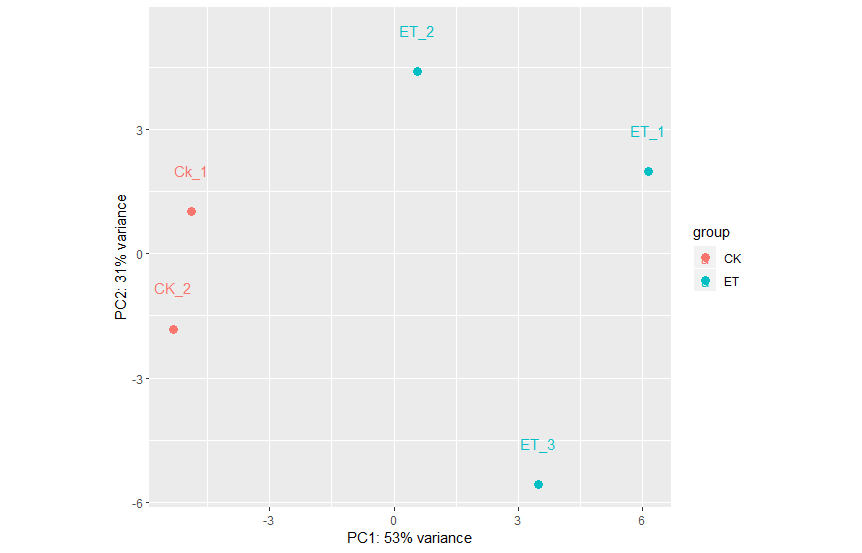 ET_2
ET_1
3
Ck_1
PC2: 31% variance
group
0
CK
CK_2
ET
-3
ET_3
-6
-3
0
3
6
PC1: 53% variance